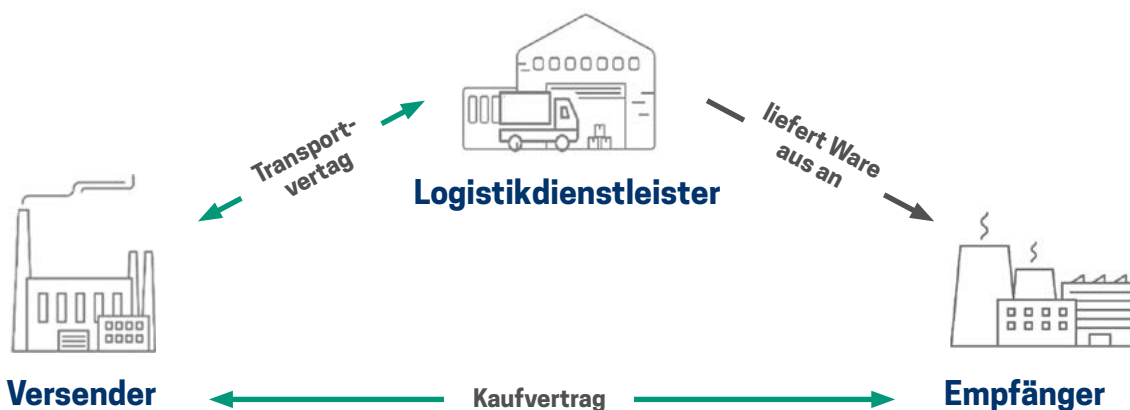 Transport-
vertag
liefert Ware
aus an
Logistikdienstleister
Versender
Kaufvertrag
Empfänger